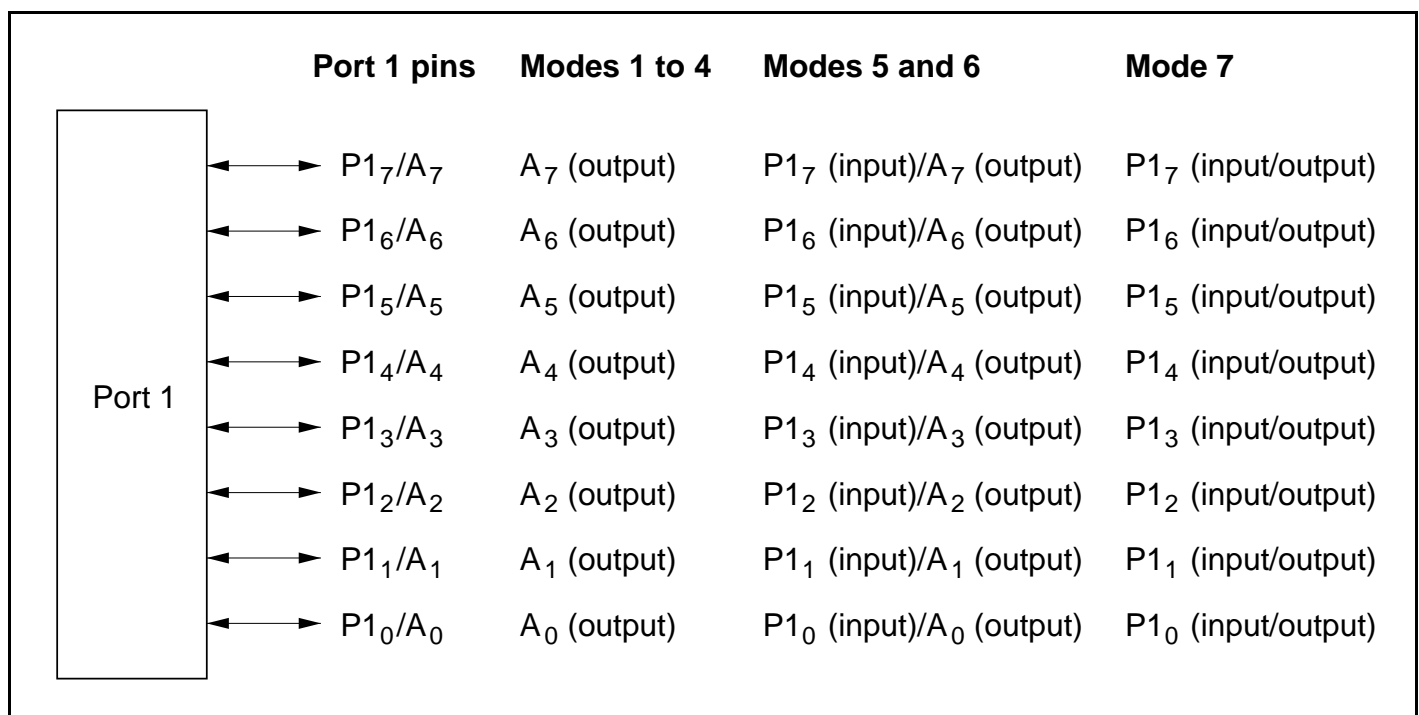 Port 1 pins Modes 1 to 4 Modes 5 and 6 Mode 7
P1₇/A₇ A₇ (output) P1₇ (input)/A₇ (output) P1₇ (input/output)
P1₆/A₆ A₆ (output) P1₆ (input)/A₆ (output) P1₆ (input/output)
P1₅/A₅ A₅ (output) P1₅ (input)/A₅ (output) P1₅ (input/output)
P1₄/A₄ A₄ (output) P1₄ (input)/A₄ (output) P1₄ (input/output)
Port 1
P1₃/A₃ A₃ (output) P1₃ (input)/A₃ (output) P1₃ (input/output)
P1₂/A₂ A₂ (output) P1₂ (input)/A₂ (output) P1₂ (input/output)
P1₁/A₁ A₁ (output) P1₁ (input)/A₁ (output) P1₁ (input/output)
P1₀/A₀ A₀ (output) P1₀ (input)/A₀ (output) P1₀ (input/output)